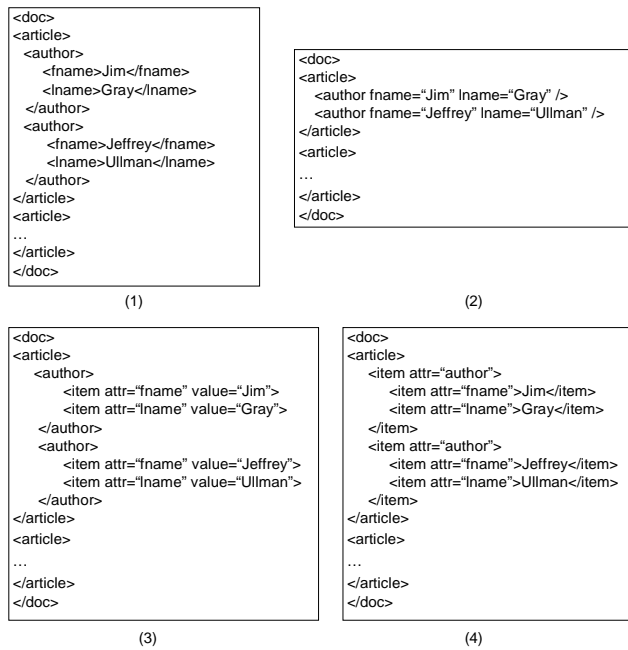 <doc>
<article>
<author>
<fname>Jim</fname>
<lname>Gray</lname>
</author>
<author>
<fname>Jeffrey</fname>
<lname>Ullman</lname>
</author>
</article>
<article>
…
</article>
</doc>
(1)
<doc>
<article>
<author fname=“Jim” lname=“Gray” />
<author fname=“Jeffrey” lname=“Ullman” />
</article>
<article>
…
</article>
</doc>
(2)
<doc>
<article>
<author>
<item attr=“fname” value=“Jim”>
<item attr=“lname” value=“Gray”>
</author>
<author>
<item attr=“fname” value=“Jeffrey”>
<item attr=“lname” value=“Ullman”>
</author>
</article>
<article>
…
</article>
</doc>
(3)
<doc>
<article>
<item attr=“author”>
<item attr=“fname”>Jim</item>
<item attr=“lname”>Gray</item>
</item>
<item attr=“author”>
<item attr=“fname”>Jeffrey</item>
<item attr=“lname”>Ullman</item>
</item>
</article>
<article>
…
</article>
</doc>
(4)